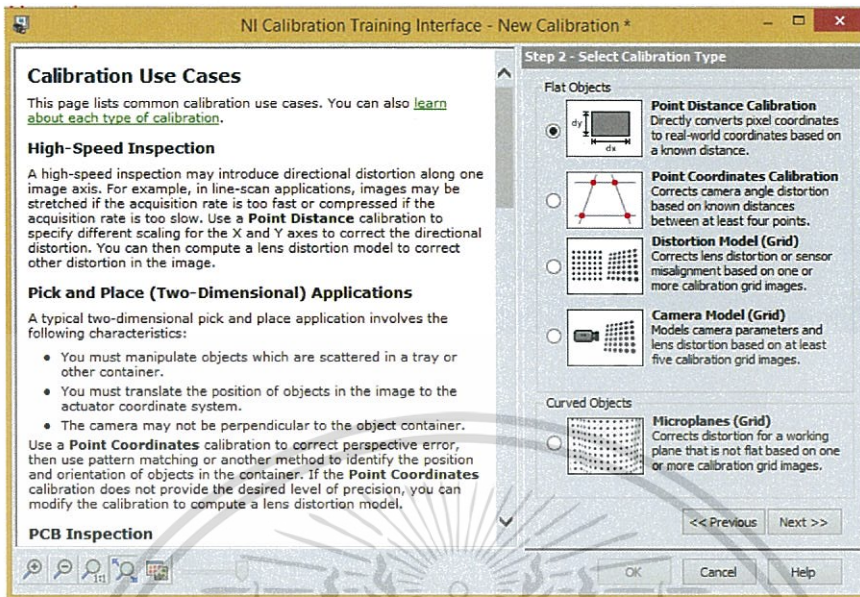 NI Calibration Training Interface - New Calibration *
Calibration Use Cases
This page lists common calibration use cases. You can also learn
about each type of calibration.
High-Speed Inspection
A high-speed inspection may introduce directional distortion along one
image axis. For example, in line-scan applications, images may be
stretched if the acquisition rate is too fast or compressed if the
acquisition rate is too slow. Use a Point Distance calibration to
specify different scaling for the X and Y axes to correct the directional
distortion. You can then compute a lens distortion model to correct
other distortion in the image.
Pick and Place (Two-Dimensional) Applications
A typical two-dimensional pick and place application involves the
following characteristics:
• You must manipulate objects which are scattered in a tray or
other container.
• You must translate the position of objects in the image to the
actuator coordinate system.
• The camera may not be perpendicular to the object container.
Use a Point Coordinates calibration to correct perspective error,
then use pattern matching or another method to identify the position
and orientation of objects in the container. If the Point Coordinates
calibration does not provide the desired level of precision, you can
modify the calibration to compute a lens distortion model.
PCB Inspection
Step 2 - Select Calibration Type
Flat Objects
dy
dx
Point Distance Calibration
Directly converts pixel coordinates
to real-world coordinates based on
a known distance.
Point Coordinates Calibration
Corrects camera angle distortion
based on known distances
between at least four points.
Distortion Model (Grid)
Corrects lens distortion or sensor
misalignment based on one or
more calibration grid images.
Camera Model (Grid)
Models camera parameters and
lens distortion based on at least
five calibration grid images.
Curved Objects
Microplanes (Grid)
Corrects distortion for a working
plane that is not flat based on one
or more calibration grid images.
<< Previous
Next >>
1:1
OK
Cancel
Help